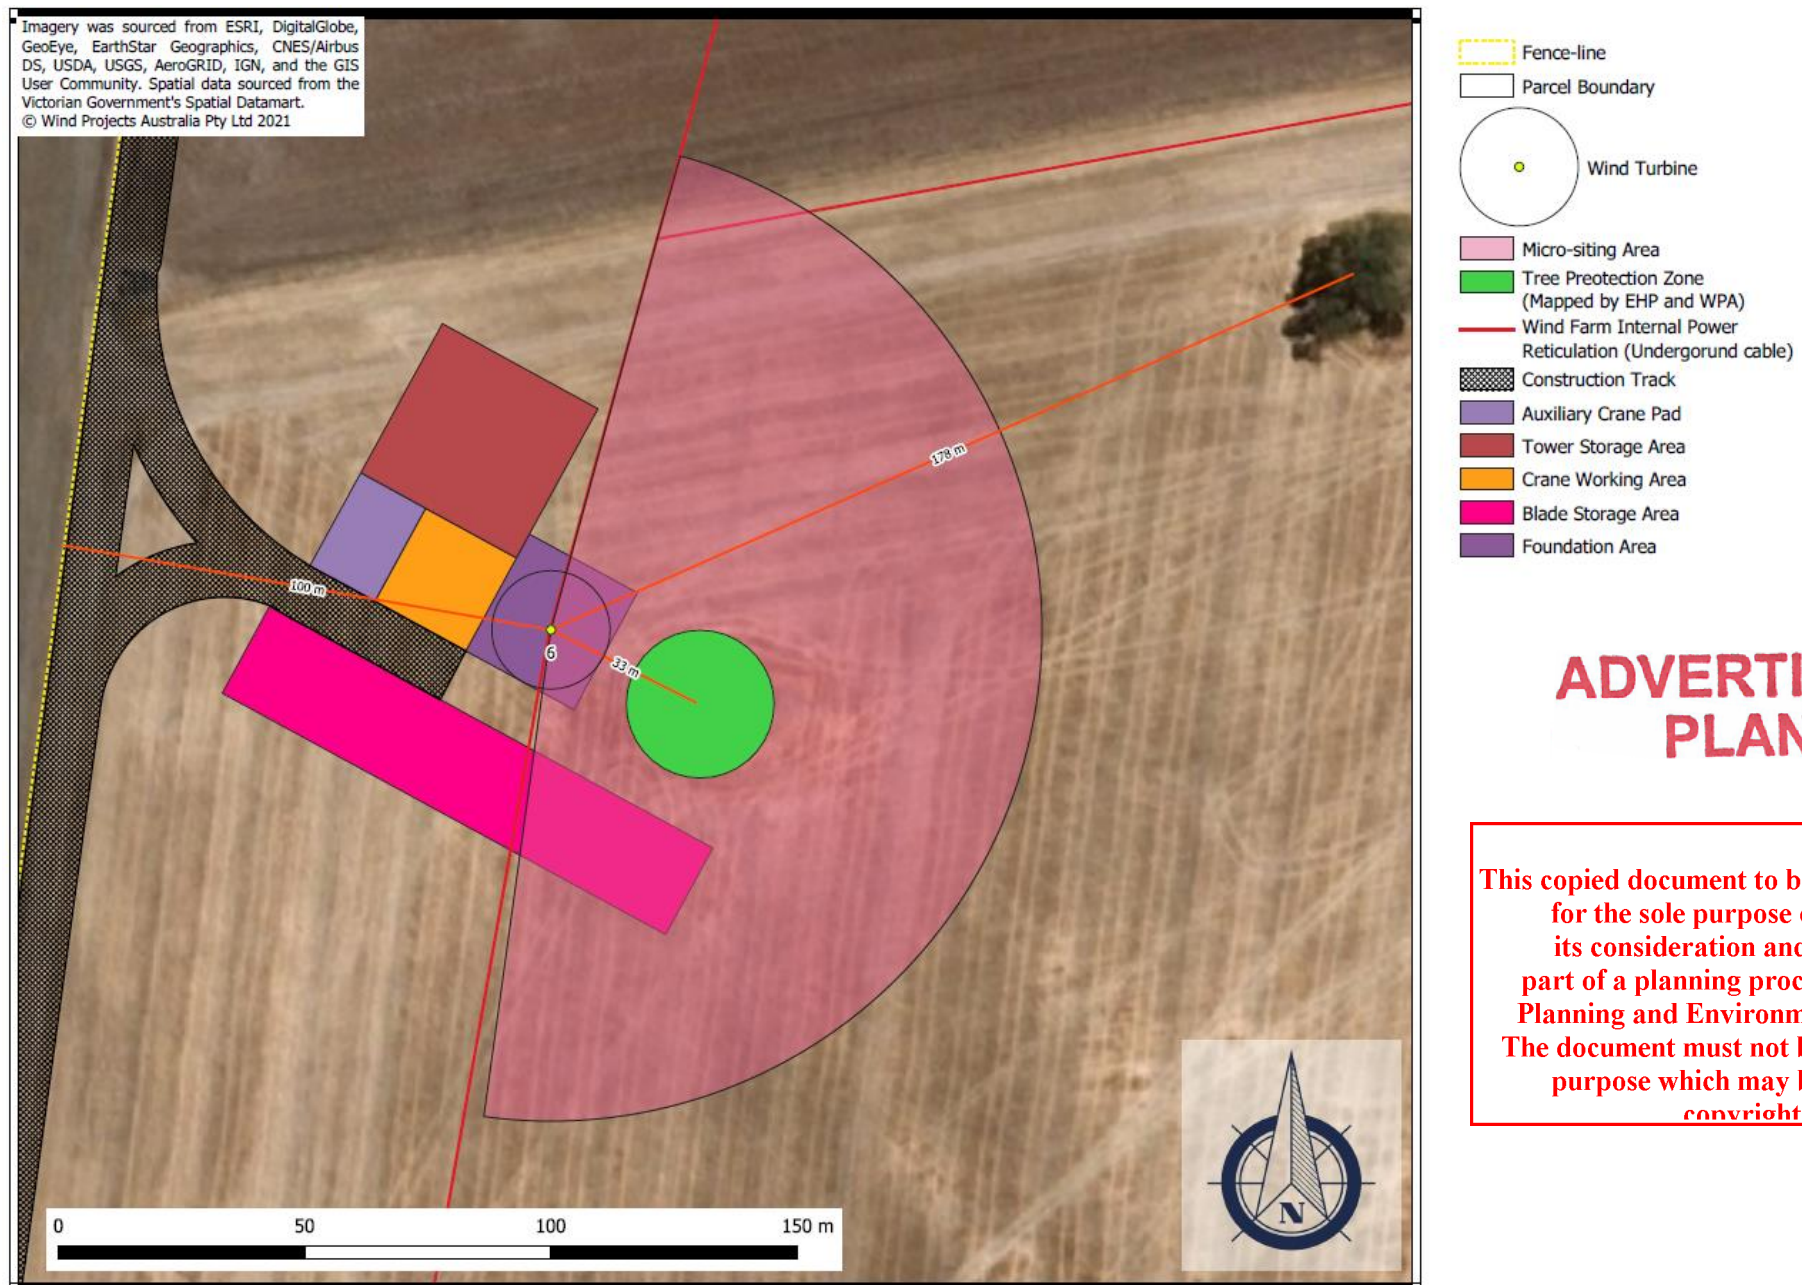 Imagery was sourced from ESRI, DigitalGlobe,
GeoEye, EarthStar Geographics, CNES/Airbus
DS, USDA, USGS, AeroGRID, IGN, and the GIS
User Community. Spatial data sourced from the
Victorian Government's Spatial Datamart.
© Wind Projects Australia Pty Ltd 2021
178 m
100 m
6
33 m
0 50 100 150 m
N
Fence-line
Parcel Boundary
Wind Turbine
Micro-siting Area
Tree Preotection Zone
(Mapped by EHP and WPA)
Wind Farm Internal Power
Reticulation (Undergorund cable)
Construction Track
Auxiliary Crane Pad
Tower Storage Area
Crane Working Area
Blade Storage Area
Foundation Area
ADVERTI
PLAN
This copied document to b
for the sole purpose
its consideration and
part of a planning proc
Planning and Environm
The document must not b
purpose which may b
copyright